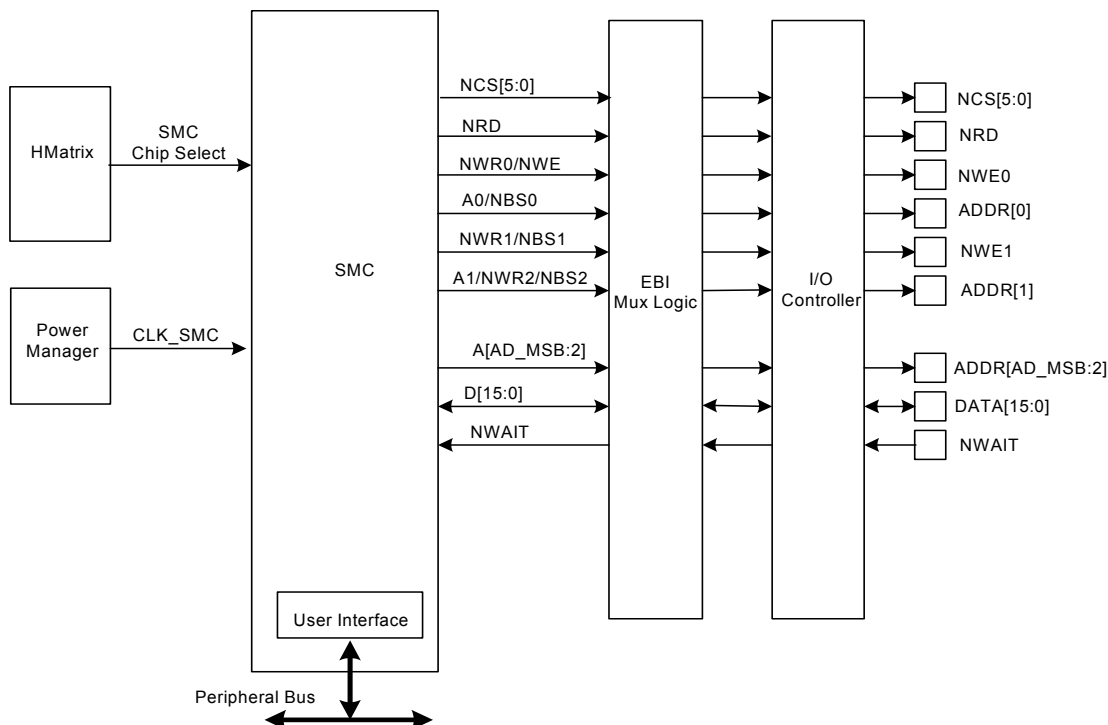 HMatrix
SMC
Chip Select
Power
Manager
CLK_SMC
SMC
User Interface
Peripheral Bus
NCS[5:0]
NRD
NWR0/NWE
A0/NBS0
NWR1/NBS1
A1/NWR2/NBS2
A[AD_MSB:2]
D[15:0]
NWAIT
EBI
Mux Logic
I/O
Controller
NCS[5:0]
NRD
NWE0
ADDR[0]
NWE1
ADDR[1]
ADDR[AD_MSB:2]
DATA[15:0]
NWAIT